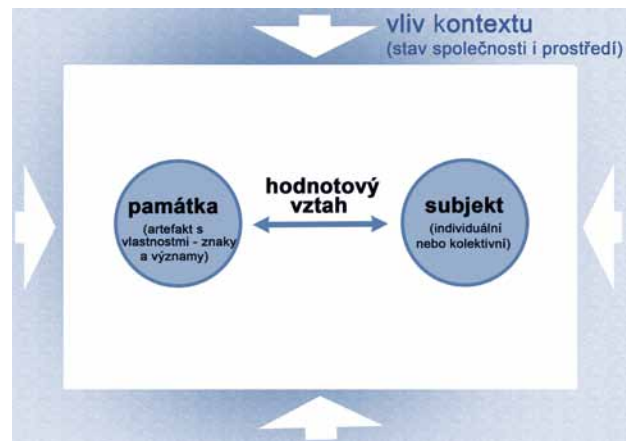 vliv kontextu
(stav společnosti i prostředí)
hodnotový
vztah
památka
(artefakt s
vlastnostmi - znaky
a významy)
subjekt
(individuální
nebo kolektivní)